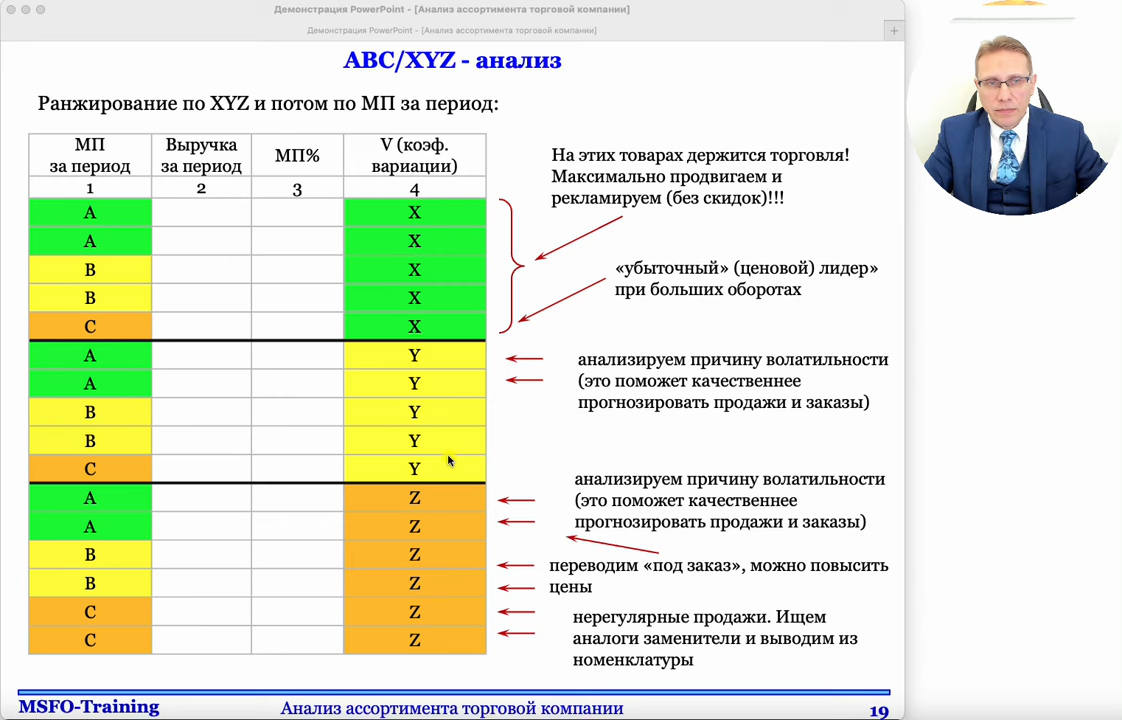 Демонстрация PowerPoint - [Анализ ассортимента торговой компании]
Демонстрация PowerPoint - [Анализ ассортимента торговой компании]
+
ABC/XYZ - анализ
Ранжирование по XYZ и потом по МП за период:
МП
за период
Выручка
за период
МП%
V (коэф.
вариации)
1 2 3 4
A X
A X
B X
B X
C X
A Y
A Y
B Y
B Y
C Y
A Z
A Z
B Z
B Z
C Z
C Z
На этих товарах держится торговля!
Максимально продвигаем и
рекламируем (без скидок)!!!
«убыточный» (ценовой) лидер»
при больших оборотах
анализируем причину волатильности
(это поможет качественнее
прогнозировать продажи и заказы)
анализируем причину волатильности
(это поможет качественнее
прогнозировать продажи и заказы)
переводим «под заказ», можно повысить
цены
нерегулярные продажи. Ищем
аналоги заменители и выводим из
номенклатуры
MSFO-Training
Анализ ассортимента торговой компании
19